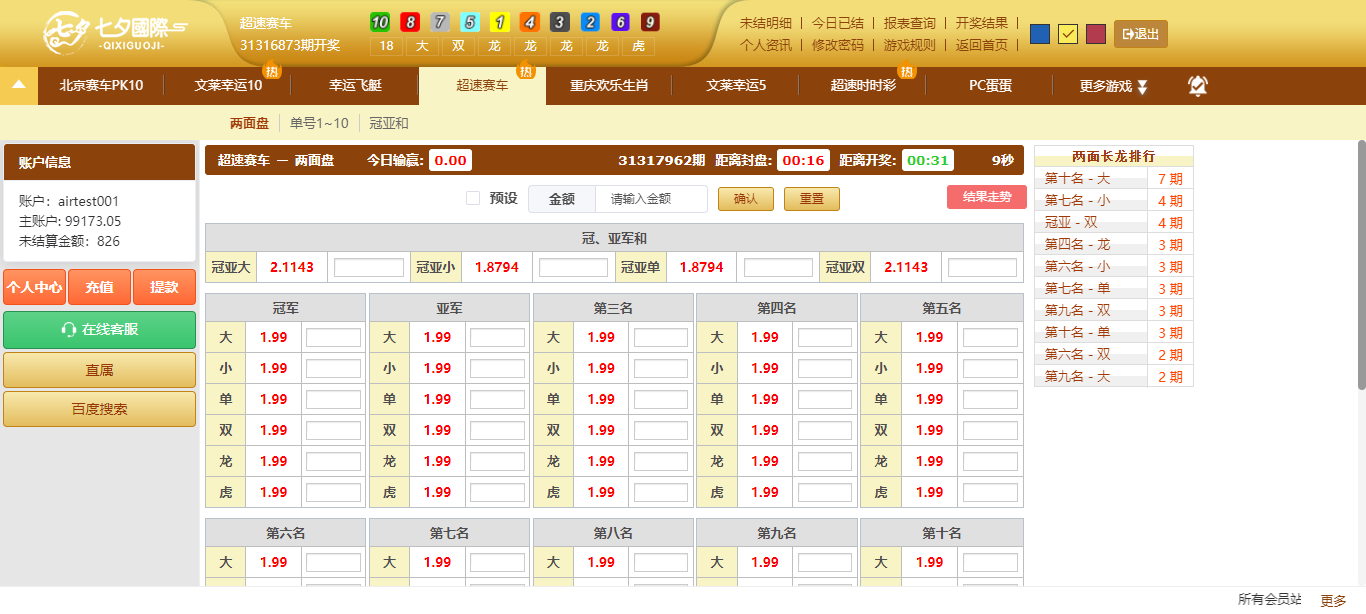 七夕 七夕國際
-QIXIGUOJI-
超速赛车
31316873期开奖
10 8 7 5 1 4 3 2 6 9
18 大 双 龙 龙 龙 龙 虎
未结明细 | 今日已结 | 报表查询 | 开奖结果 |
个人资讯 | 修改密码 | 游戏规则 | 返回首页 |
退出
北京赛车PK10 文莱幸运10 热 幸运飞艇 超速赛车 热 重庆欢乐生肖 文莱幸运5 超速时时彩 热 PC蛋蛋 更多游戏
两面盘 单号1~10 冠亚和
账户信息
账户：airtest001
主账户: 99173.05
未结算金额：826
个人中心 充值 提款
在线客服
直属
百度搜索
超速赛车 — 两面盘 今日输赢: 0.00 31317962期 距离封盘: 00:16 距离开奖: 00:31 9秒
预设 金额 请输入金额 确认 重置 结果走势
冠、亚军和
冠亚大 2.1143 冠亚小 1.8794 冠亚单 1.8794 冠亚双 2.1143
冠军 亚军 第三名 第四名 第五名
大 1.99 大 1.99 大 1.99 大 1.99 大 1.99
小 1.99 小 1.99 小 1.99 小 1.99 小 1.99
单 1.99 单 1.99 单 1.99 单 1.99 单 1.99
双 1.99 双 1.99 双 1.99 双 1.99 双 1.99
龙 1.99 龙 1.99 龙 1.99 龙 1.99 龙 1.99
虎 1.99 虎 1.99 虎 1.99 虎 1.99 虎 1.99
第六名 第七名 第八名 第九名 第十名
大 1.99 大 1.99 大 1.99 大 1.99 大 1.99
两面长龙排行
第十名 - 大 7 期
第七名 - 小 4 期
冠亚 - 双 4 期
第四名 - 龙 3 期
第六名 - 小 3 期
第七名 - 单 3 期
第九名 - 双 3 期
第十名 - 单 3 期
第六名 - 双 2 期
第九名 - 大 2 期
所有会员站 更多